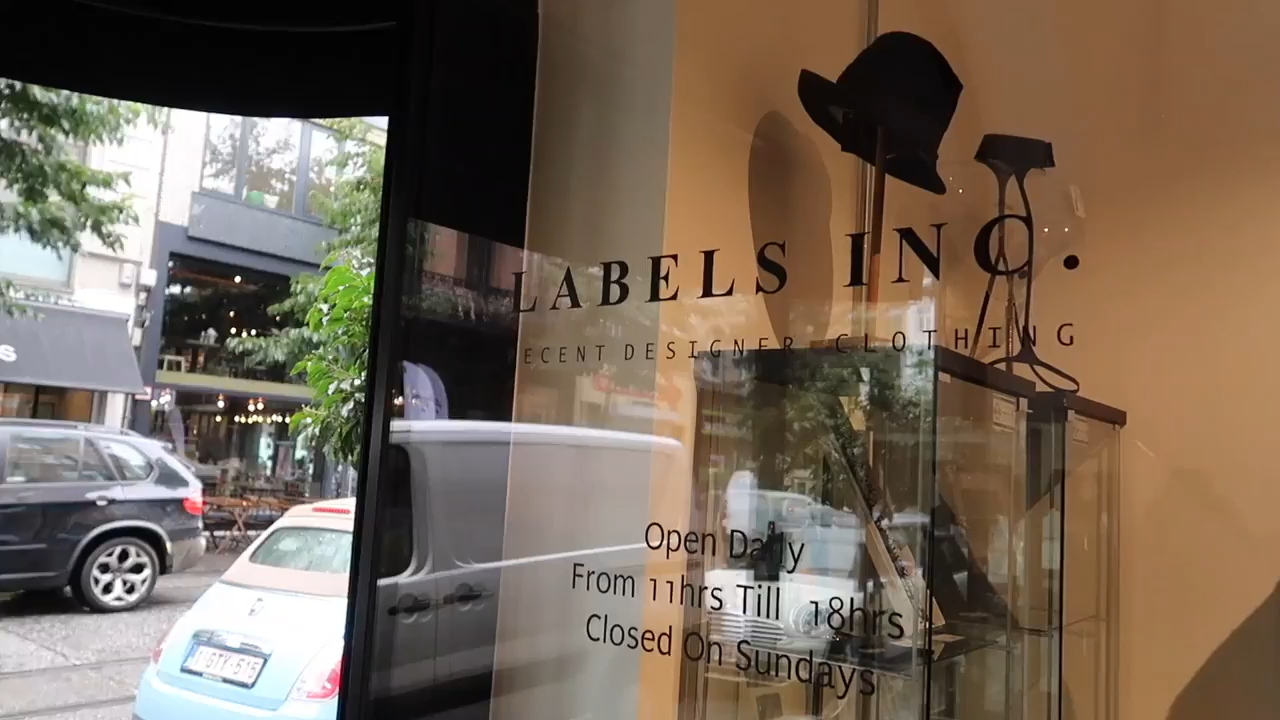 LABELS INC.
ECENT DESIGNER CLOTHING
Open Daily
From 11hrs Till 18hrs
Closed On Sundays
1-GTY-515
S